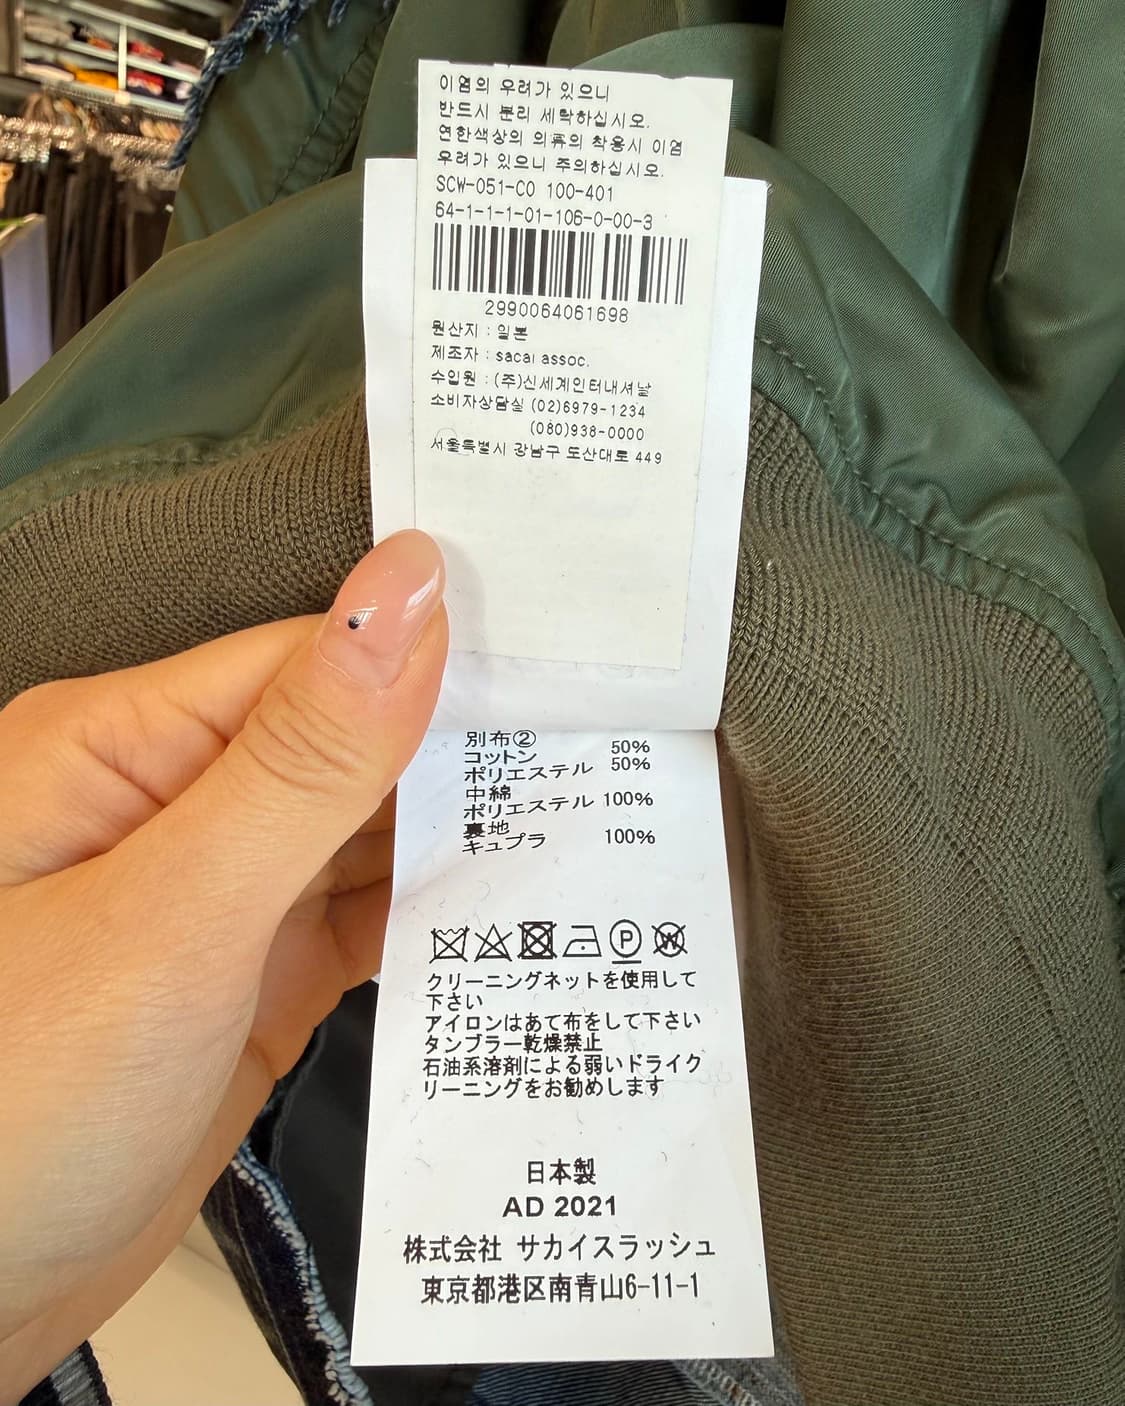 이염의 우려가 있으니
반드시 분리 세탁하십시오.
연한색상의 의류의 착용시 이염
우려가 있으니 주의하십시오.
SCW-051-CO 100-401
64-1-1-1-01-106-0-00-3
2990064061698
원산지 : 일본
제조자 : sacai assoc.
수입원 : (주)신세계인터내셔날
소비자상담실 (02)6979-1234
(080)938-0000
서울특별시 강남구 도산대로 449
別布②
コットン 50%
ポリエステル 50%
中綿
ポリエステル 100%
裏地
キュプラ 100%
P W
クリーニングネットを使用して
下さい
アイロンはあて布をして下さい
タンブラー乾燥禁止
石油系溶剤による弱いドライク
リーニングをお勧めします
日本製
AD 2021
株式会社 サカイスラッシュ
東京都港区南青山6-11-1